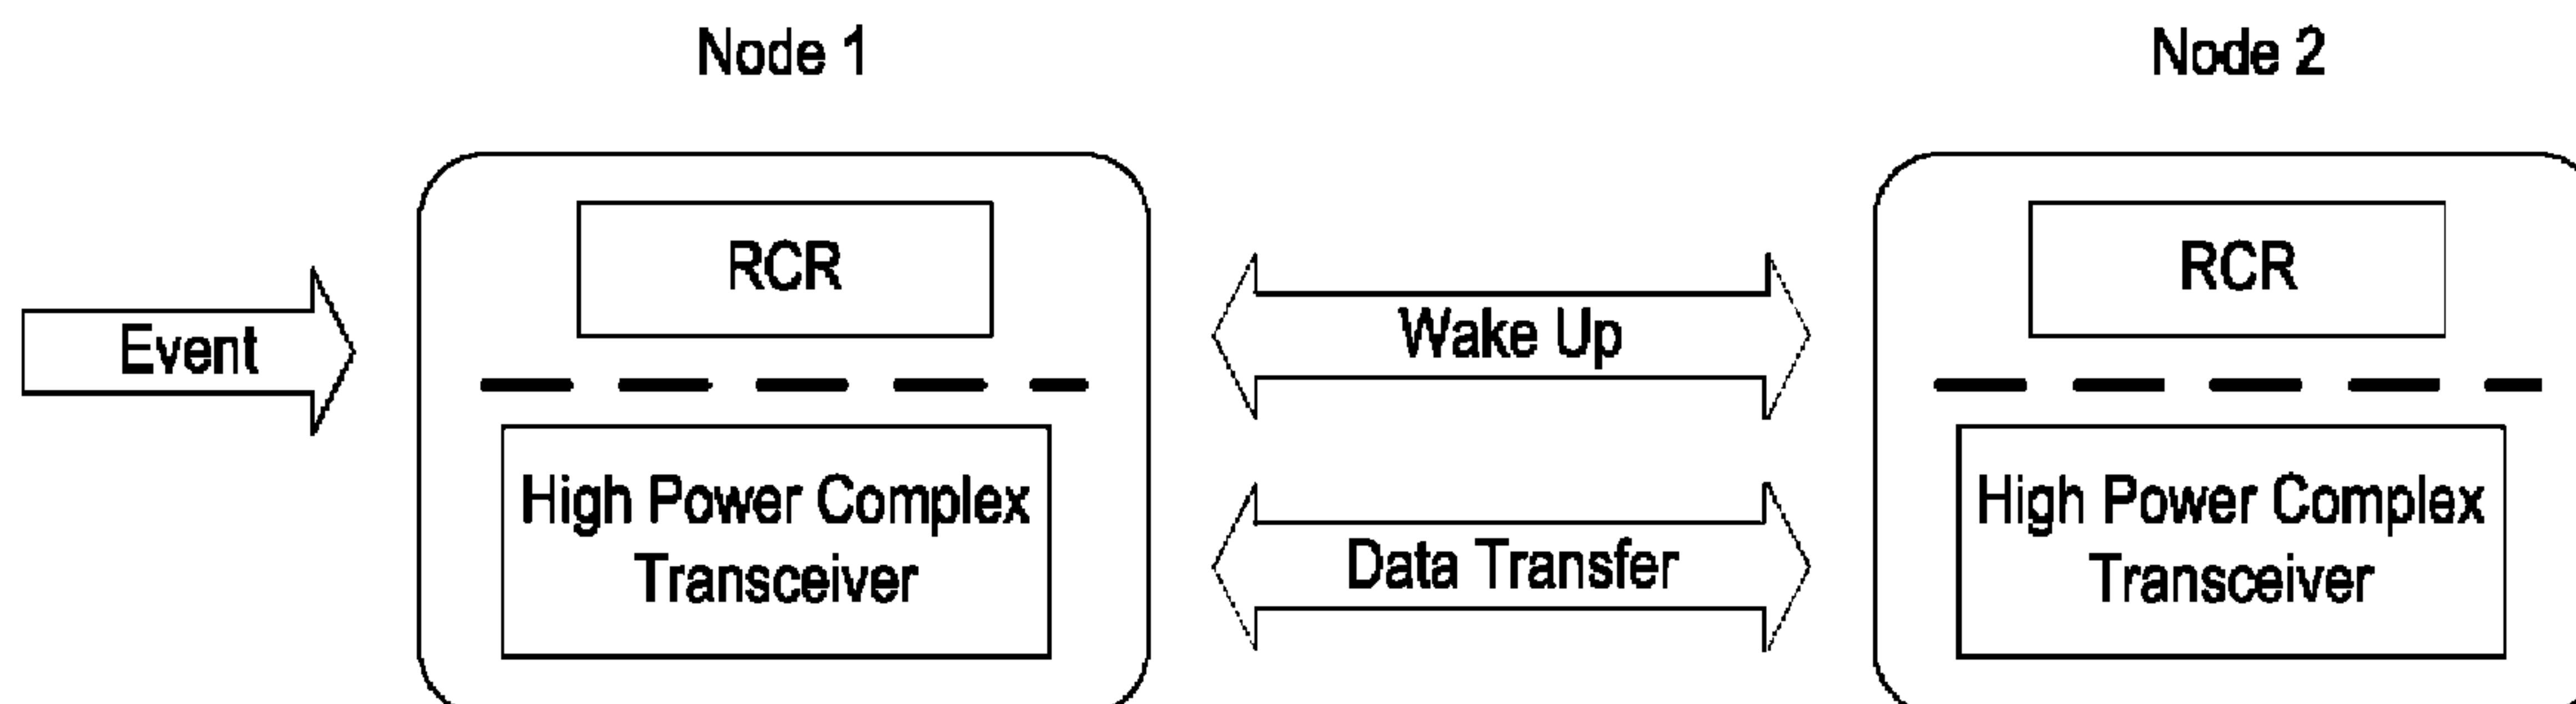 Node 1
Node 2
Event
RCR
High Power Complex
Transceiver
Wake Up
Data Transfer
RCR
High Power Complex
Transceiver